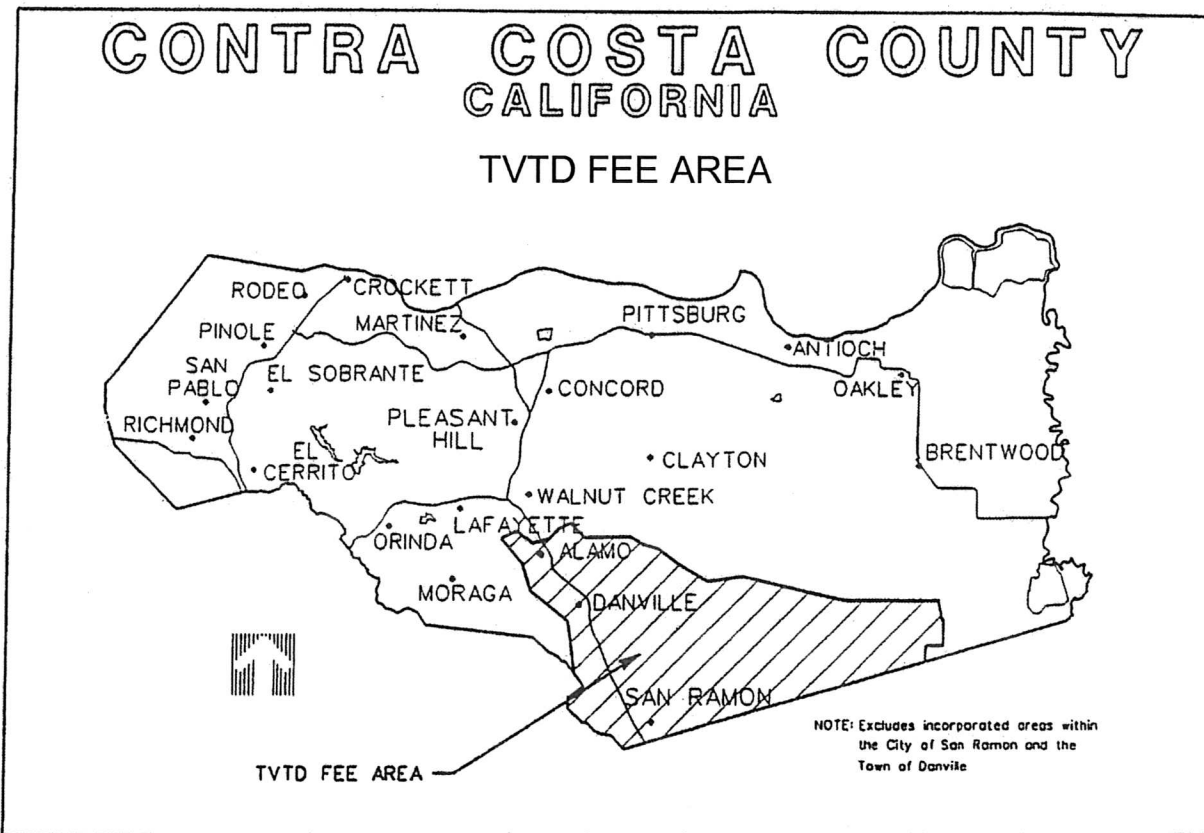 CONTRA COSTA COUNTY
CALIFORNIA
TVTD FEE AREA
RODEO
CROCKETT
PINOLE
MARTINEZ
PITTSBURG
SAN
PABLO
EL SOBRANTE
ANTIOCH
OAKLEY
CONCORD
RICHMOND
PLEASANT
HILL
EL
CERRITO
CLAYTON
BRENTWOOD
WALNUT CREEK
LAFAYETTE
ORINDA
ALAMO
MORAGA
DANVILLE
SAN RAMON
NOTE: Excludes incorporated areas within
the City of San Ramon and the
Town of Danville
TVTD FEE AREA